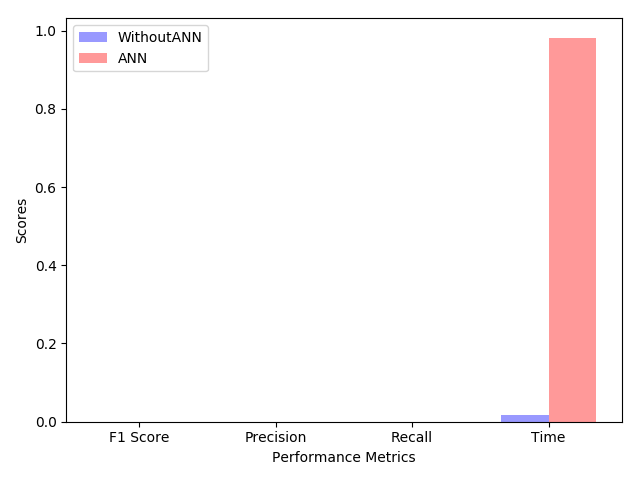 WithoutANN
ANN
1.0
0.8
0.6
0.4
0.2
0.0
Scores
F1 Score Precision Recall Time
Performance Metrics